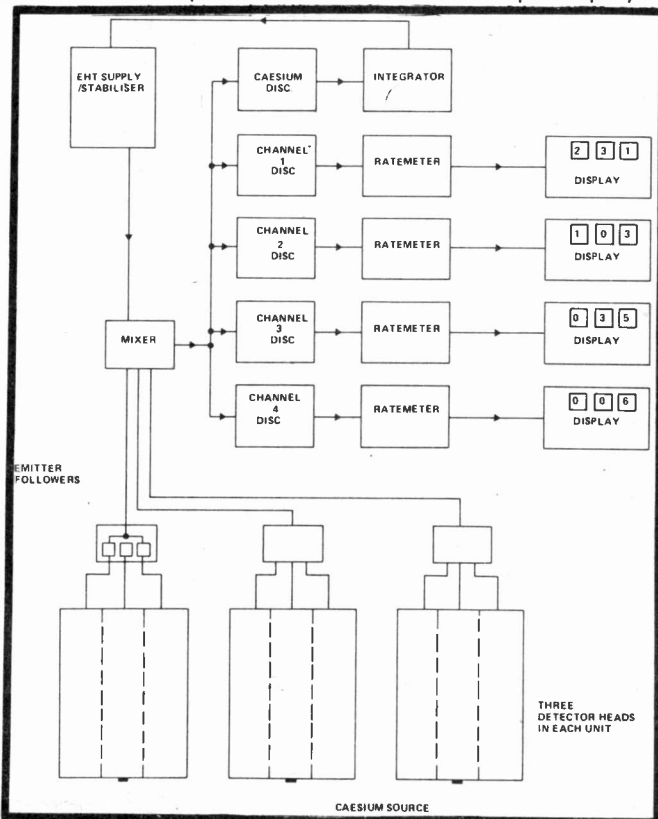 EHT SUPPLY
/STABILISER
CAESIUM
DISC
INTEGRATOR
CHANNEL
1
DISC
RATEMETER
2 3 1
DISPLAY
CHANNEL
2
DISC
RATEMETER
1 0 3
DISPLAY
MIXER
CHANNEL
3
DISC
RATEMETER
0 3 5
DISPLAY
CHANNEL
4
DISC
RATEMETER
0 0 6
DISPLAY
EMITTER
FOLLOWERS
THREE
DETECTOR HEADS
IN EACH UNIT
CAESIUM SOURCE